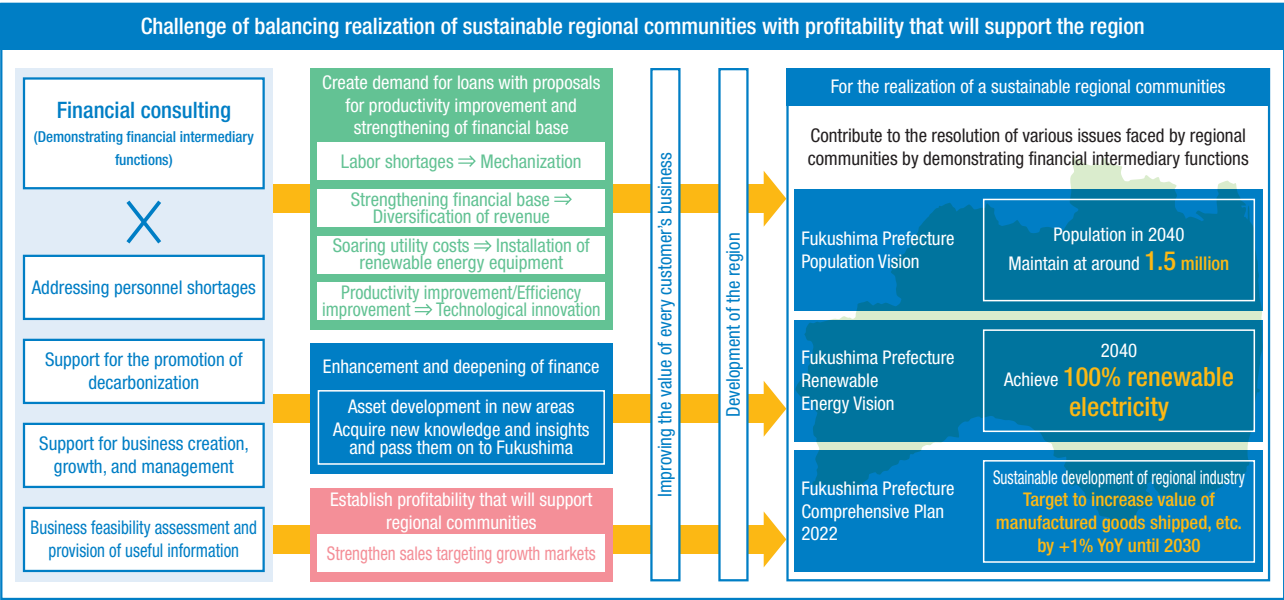 Challenge of balancing realization of sustainable regional communities with profitability that will support the region
Financial consulting
(Demonstrating financial intermediary
functions)
X
Addressing personnel shortages
Support for the promotion of
decarbonization
Support for business creation,
growth, and management
Business feasibility assessment and
provision of useful information
Create demand for loans with proposals
for productivity improvement and
strengthening of financial base
Labor shortages ⇒ Mechanization
Strengthening financial base ⇒
Diversification of revenue
Soaring utility costs ⇒ Installation of
renewable energy equipment
Productivity improvement/Efficiency
improvement ⇒ Technological innovation
Enhancement and deepening of finance
Asset development in new areas
Acquire new knowledge and insights
and pass them on to Fukushima
Establish profitability that will support
regional communities
Strengthen sales targeting growth markets
Improving the value of every customer's business
Development of the region
For the realization of a sustainable regional communities
Contribute to the resolution of various issues faced by regional
communities by demonstrating financial intermediary functions
Fukushima Prefecture
Population Vision
Population in 2040
Maintain at around 1.5 million
Fukushima Prefecture
Renewable
Energy Vision
2040
Achieve 100% renewable
electricity
Fukushima Prefecture
Comprehensive Plan
2022
Sustainable development of regional industry
Target to increase value of
manufactured goods shipped, etc.
by +1% YoY until 2030